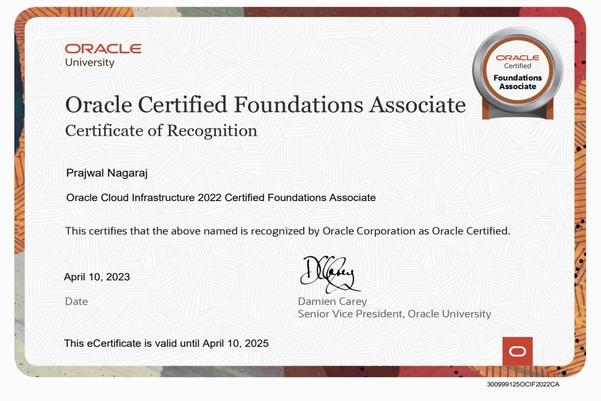 ORACLE
University
ORACLE
Certified
Foundations
Associate
Oracle Certified Foundations Associate
Certificate of Recognition
Prajwal Nagaraj
Oracle Cloud Infrastructure 2022 Certified Foundations Associate
This certifies that the above named is recognized by Oracle Corporation as Oracle Certified.
April 10, 2023
Date
Damien Carey
Senior Vice President, Oracle University
This eCertificate is valid until April 10, 2025
300999125OCIF2022CA